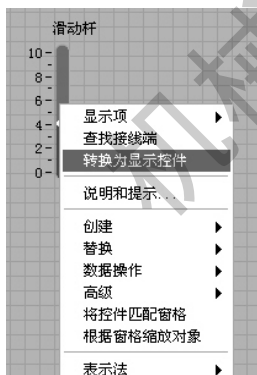 滑动杆
10
8
6
4
2
0
显示项
查找接线端
转换为显示控件
说明和提示...
创建
替换
数据操作
高级
将控件匹配窗格
根据窗格缩放对象
表示法
机械